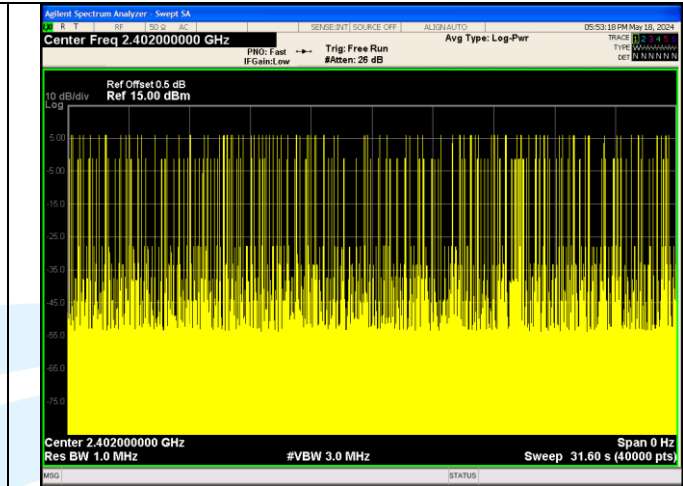 Agilent Spectrum Analyzer - Swept SA
R T RF 50 Ω AC SENSE:INT SOURCE OFF ALIGN AUTO 05:53:18 PM May 18, 2024
Center Freq 2.402000000 GHz Avg Type: Log-Pwr TRACE 1 2 3 4 5 6
PNO: Fast Trig: Free Run TYPE
IFGain:Low #Atten: 26 dB DET N N N N N N
Ref Offset 0.5 dB
10 dB/div Ref 15.00 dBm
Log
5.00
-5.00
-15.0
-25.0
-35.0
-45.0
-55.0
-65.0
-75.0
Center 2.402000000 GHz Span 0 Hz
Res BW 1.0 MHz #VBW 3.0 MHz Sweep 31.60 s (40000 pts)
MSG STATUS